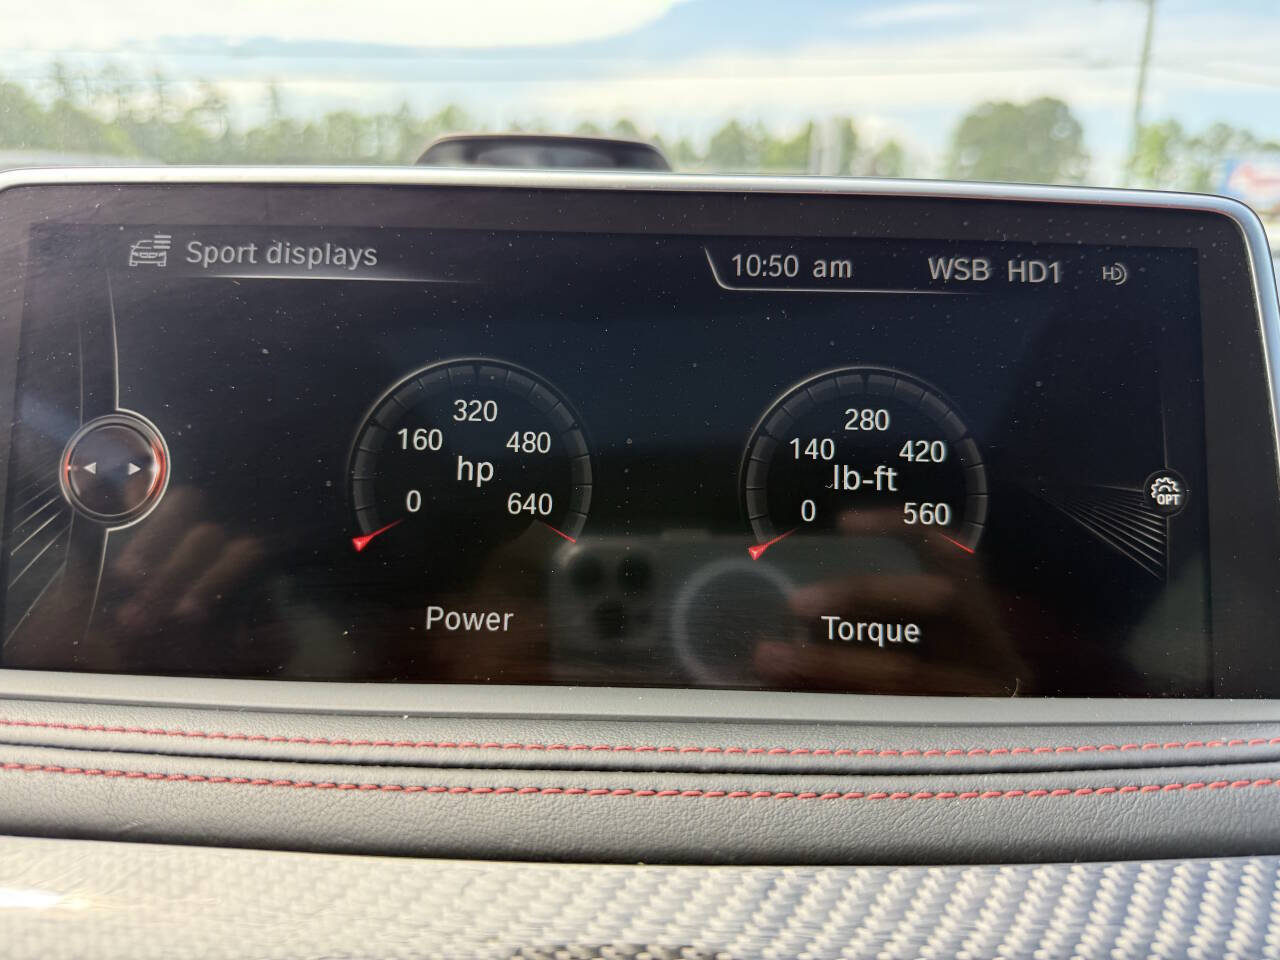 Sport displays
10:50 am
WSB HD1 HD
320
160 480
hp
0 640
Power
280
140 420
lb-ft
0 560
Torque
OPT